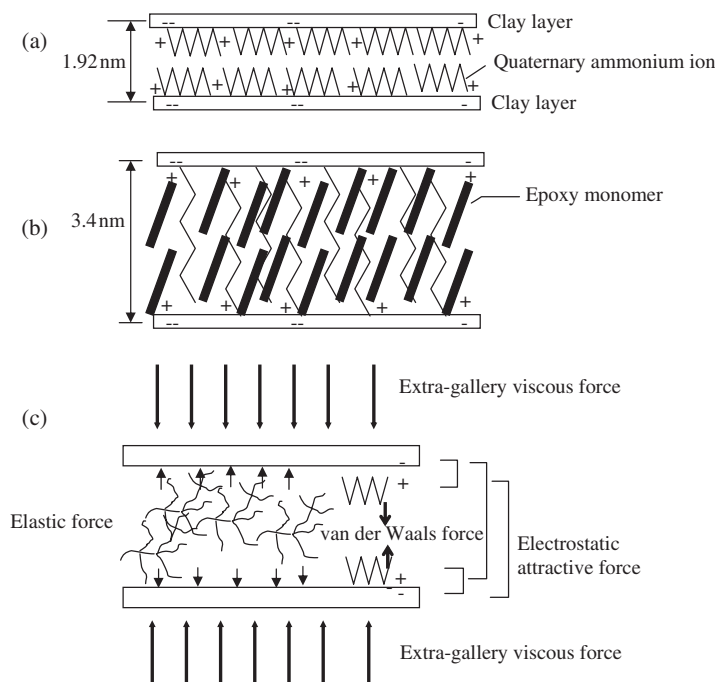 (a)
-- -- -
Clay layer
+ + + + + +
1.92 nm
Quaternary ammonium ion
+ + + + +
-- -- -
Clay layer
-- -- -
+ + + +
Epoxy monomer
(b)
3.4 nm
+ + + +
-- -- -
Extra-gallery viscous force
(c)
-
+
Elastic force
van der Waals force
Electrostatic
attractive force
+
- -
Extra-gallery viscous force